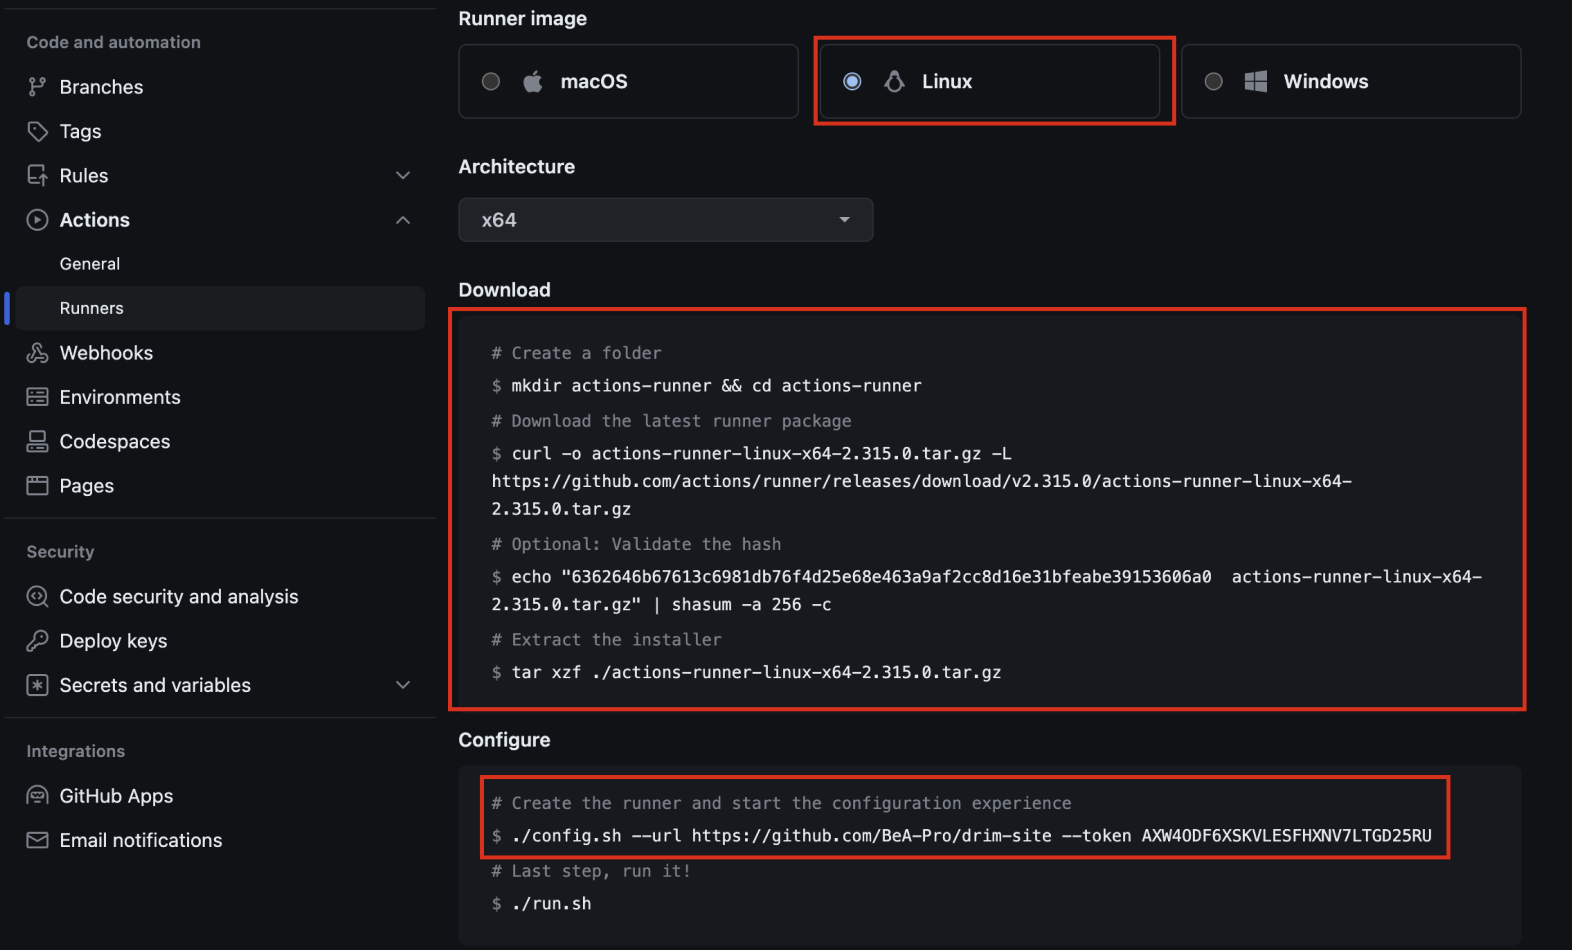 Code and automation
Branches
Tags
Rules
Actions
General
Runners
Webhooks
Environments
Codespaces
Pages
Security
Code security and analysis
Deploy keys
Secrets and variables
Integrations
GitHub Apps
Email notifications
Runner image
macOS
Linux
Windows
Architecture
x64
Download
# Create a folder
$ mkdir actions-runner && cd actions-runner
# Download the latest runner package
$ curl -o actions-runner-linux-x64-2.315.0.tar.gz -L
https://github.com/actions/runner/releases/download/v2.315.0/actions-runner-linux-x64-
2.315.0.tar.gz
# Optional: Validate the hash
$ echo "6362646b67613c6981db76f4d25e68e463a9af2cc8d16e31bfeabe39153606a0  actions-runner-linux-x64-
2.315.0.tar.gz" | shasum -a 256 -c
# Extract the installer
$ tar xzf ./actions-runner-linux-x64-2.315.0.tar.gz
Configure
# Create the runner and start the configuration experience
$ ./config.sh --url https://github.com/BeA-Pro/drim-site --token AXW4ODF6XSKVLESFHXNV7LTGD25RU
# Last step, run it!
$ ./run.sh